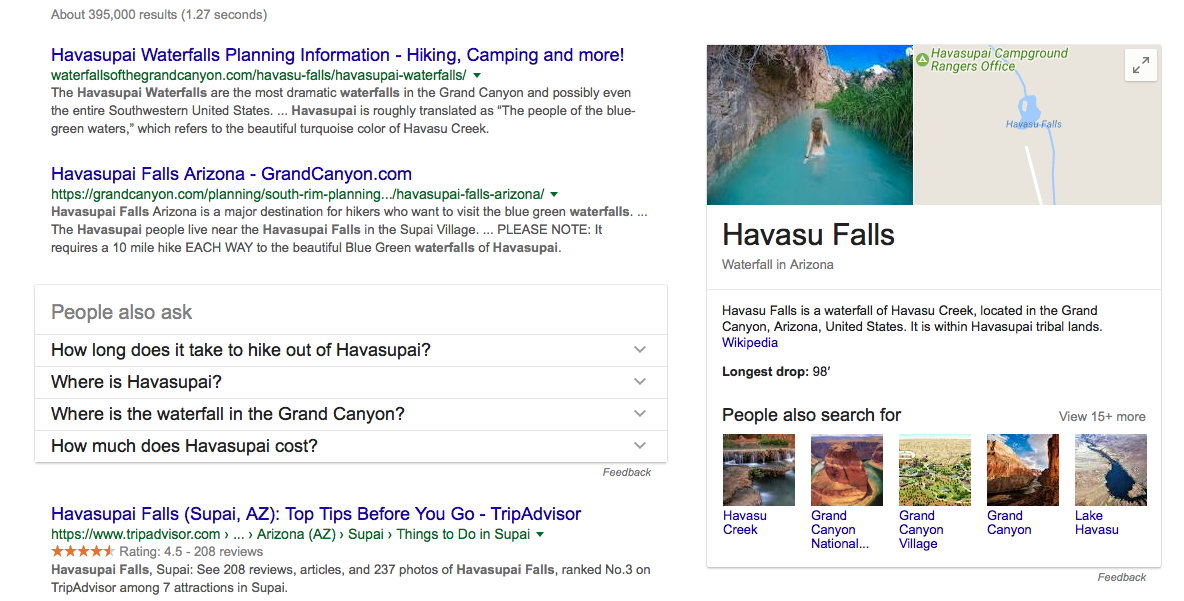 About 395,000 results (1.27 seconds)
Havasupai Waterfalls Planning Information - Hiking, Camping and more!
waterfallsofthegrandcanyon.com/havasu-falls/havasupai-waterfalls/
The Havasupai Waterfalls are the most dramatic waterfalls in the Grand Canyon and possibly even
the entire Southwestern United States. ... Havasupai is roughly translated as “The people of the blue-
green waters,” which refers to the beautiful turquoise color of Havasu Creek.
Havasupai Falls Arizona - GrandCanyon.com
https://grandcanyon.com/planning/south-rim-planning.../havasupai-falls-arizona/
Havasupai Falls Arizona is a major destination for hikers who want to visit the blue green waterfalls. ...
The Havasupai people live near the Havasupai Falls in the Supai Village. ... PLEASE NOTE: It
requires a 10 mile hike EACH WAY to the beautiful Blue Green waterfalls of Havasupai.
People also ask
How long does it take to hike out of Havasupai?
Where is Havasupai?
Where is the waterfall in the Grand Canyon?
How much does Havasupai cost?
Feedback
Havasupai Falls (Supai, AZ): Top Tips Before You Go - TripAdvisor
https://www.tripadvisor.com › ... › Arizona (AZ) › Supai › Things to Do in Supai
Rating: 4.5 - 208 reviews
Havasupai Falls, Supai: See 208 reviews, articles, and 237 photos of Havasupai Falls, ranked No.3 on
TripAdvisor among 7 attractions in Supai.
Havasupai Campground
Rangers Office
Havasu Falls
Havasu Falls
Waterfall in Arizona
Havasu Falls is a waterfall of Havasu Creek, located in the Grand
Canyon, Arizona, United States. It is within Havasupai tribal lands.
Wikipedia
Longest drop: 98′
People also search for
View 15+ more
Havasu
Creek
Grand
Canyon
National...
Grand
Canyon
Village
Grand
Canyon
Lake
Havasu
Feedback